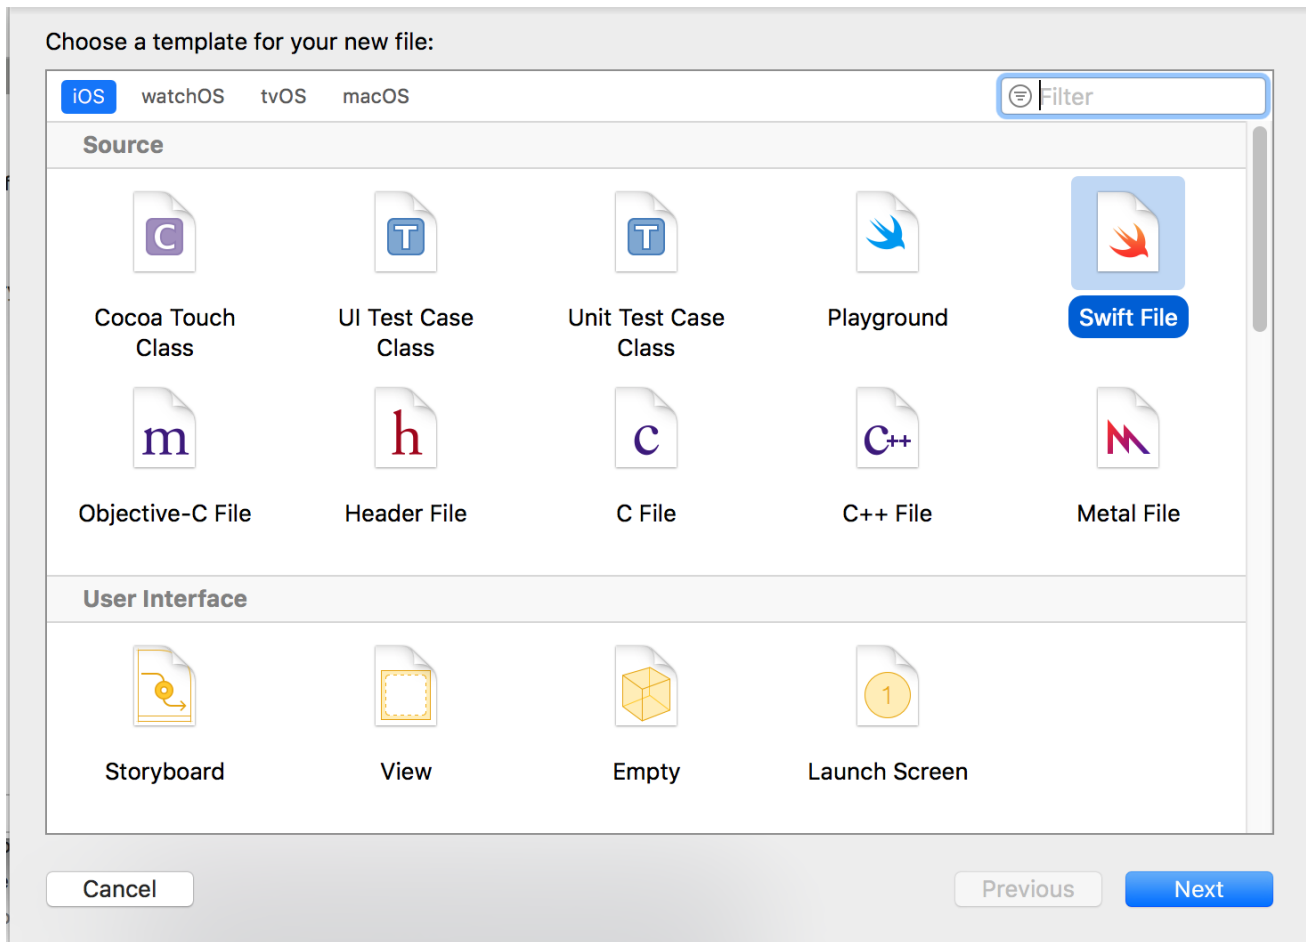 Choose a template for your new file:
iOS watchOS tvOS macOS Filter
Source
C T T
Cocoa Touch Class
UI Test Case Class
Unit Test Case Class
Playground
Swift File
m h c C++
Objective-C File Header File C File C++ File Metal File
User Interface
1
Storyboard View Empty Launch Screen
Cancel Previous Next